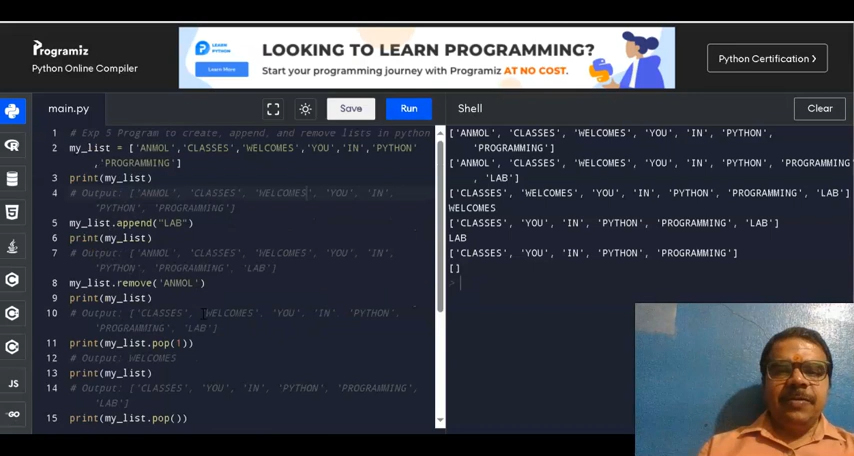 Programiz
Python Online Compiler
LEARN PYTHON
Learn More
LOOKING TO LEARN PROGRAMMING?
Start your programming journey with Programiz AT NO COST.
Python Certification >
main.py
Save
Run
Shell
Clear
1 # Exp 5 Program to create, append, and remove lists in python
2 my_list = ['ANMOL','CLASSES','WELCOMES','YOU','IN','PYTHON'
,'PROGRAMMING']
3 print(my_list)
4 # Output: ['ANMOL', 'CLASSES', 'WELCOMES', 'YOU', 'IN',
'PYTHON', 'PROGRAMMING']
5 my_list.append("LAB")
6 print(my_list)
7 # Output: ['ANMOL', 'CLASSES', 'WELCOMES', 'YOU', 'IN',
'PYTHON', 'PROGRAMMING', 'LAB']
8 my_list.remove('ANMOL')
9 print(my_list)
10 # Output: ['CLASSES', 'WELCOMES', 'YOU', 'IN', 'PYTHON',
'PROGRAMMING', 'LAB']
11 print(my_list.pop(1))
12 # Output: WELCOMES
13 print(my_list)
14 # Output: ['CLASSES', 'YOU', 'IN', 'PYTHON', 'PROGRAMMING',
'LAB']
15 print(my_list.pop())
['ANMOL', 'CLASSES', 'WELCOMES', 'YOU', 'IN', 'PYTHON',
'PROGRAMMING']
['ANMOL', 'CLASSES', 'WELCOMES', 'YOU', 'IN', 'PYTHON', 'PROGRAMMING'
, 'LAB']
['CLASSES', 'WELCOMES', 'YOU', 'IN', 'PYTHON', 'PROGRAMMING', 'LAB']
WELCOMES
['CLASSES', 'YOU', 'IN', 'PYTHON', 'PROGRAMMING', 'LAB']
LAB
['CLASSES', 'YOU', 'IN', 'PYTHON', 'PROGRAMMING']
[]
>
JS
GO